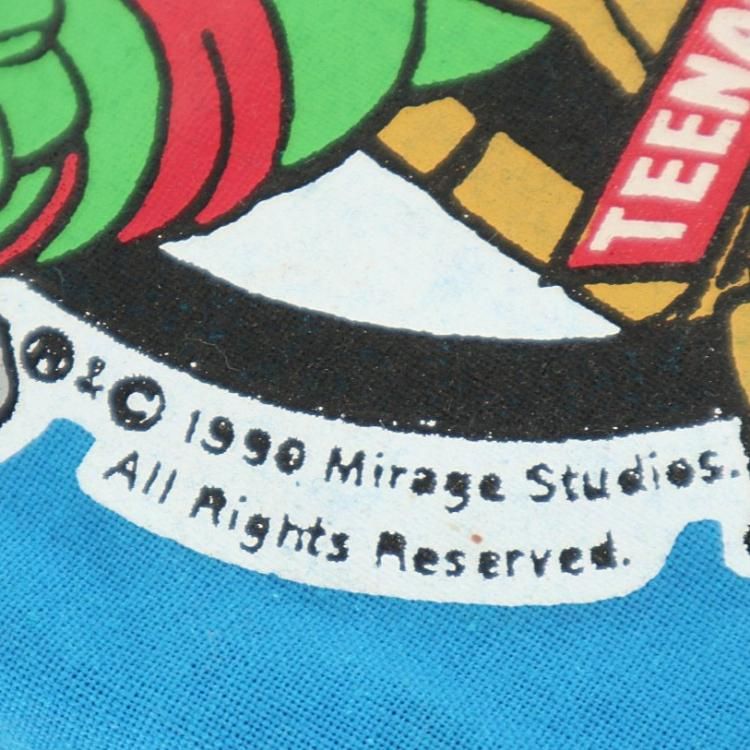 TEENA
® & © 1990 Mirage Studios.
All Rights Reserved.